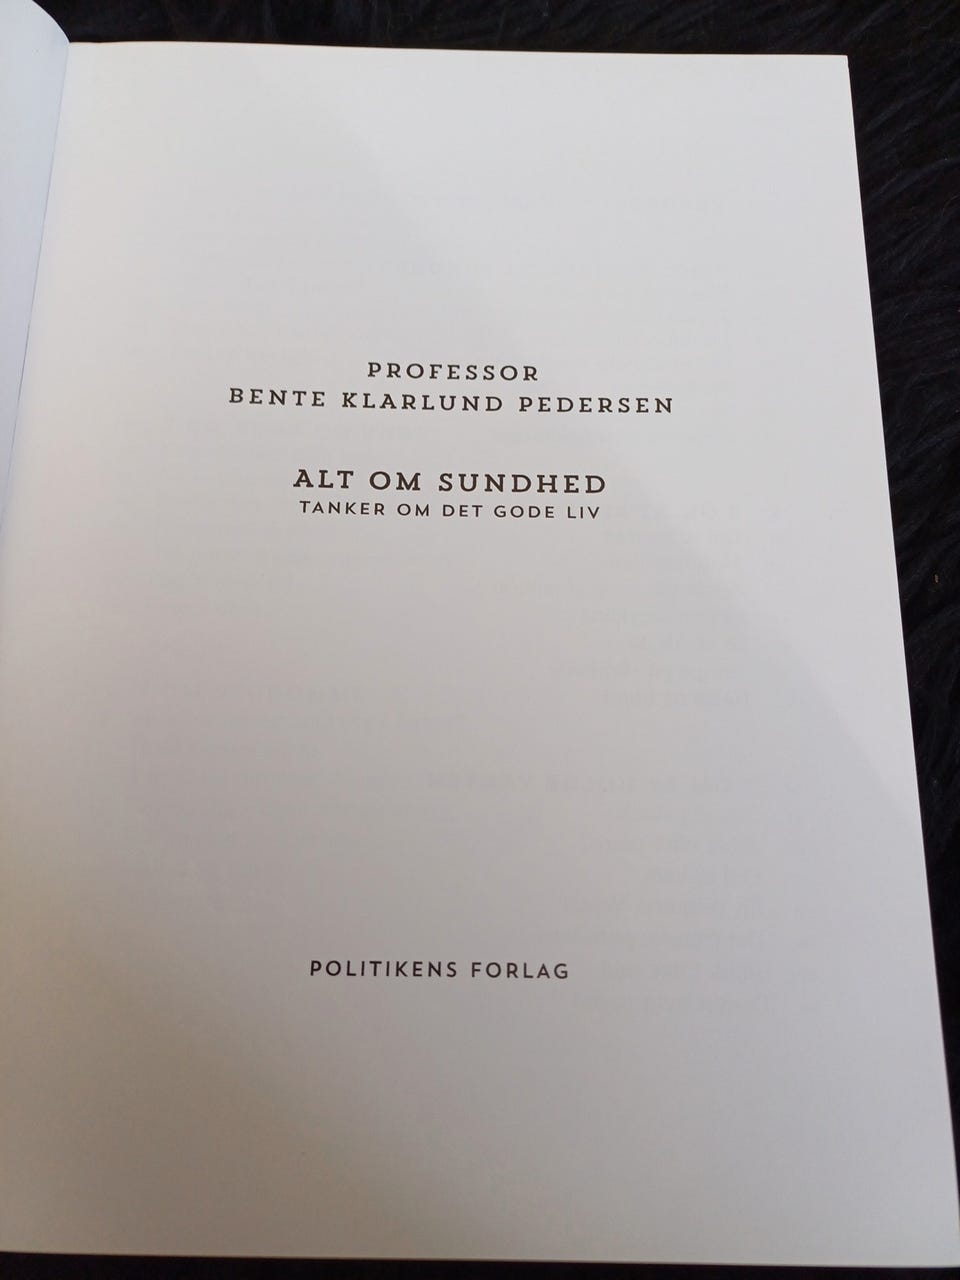 PROFESSOR
BENTE KLARLUND PEDERSEN
ALT OM SUNDHED
TANKER OM DET GODE LIV
POLITIKENS FORLAG